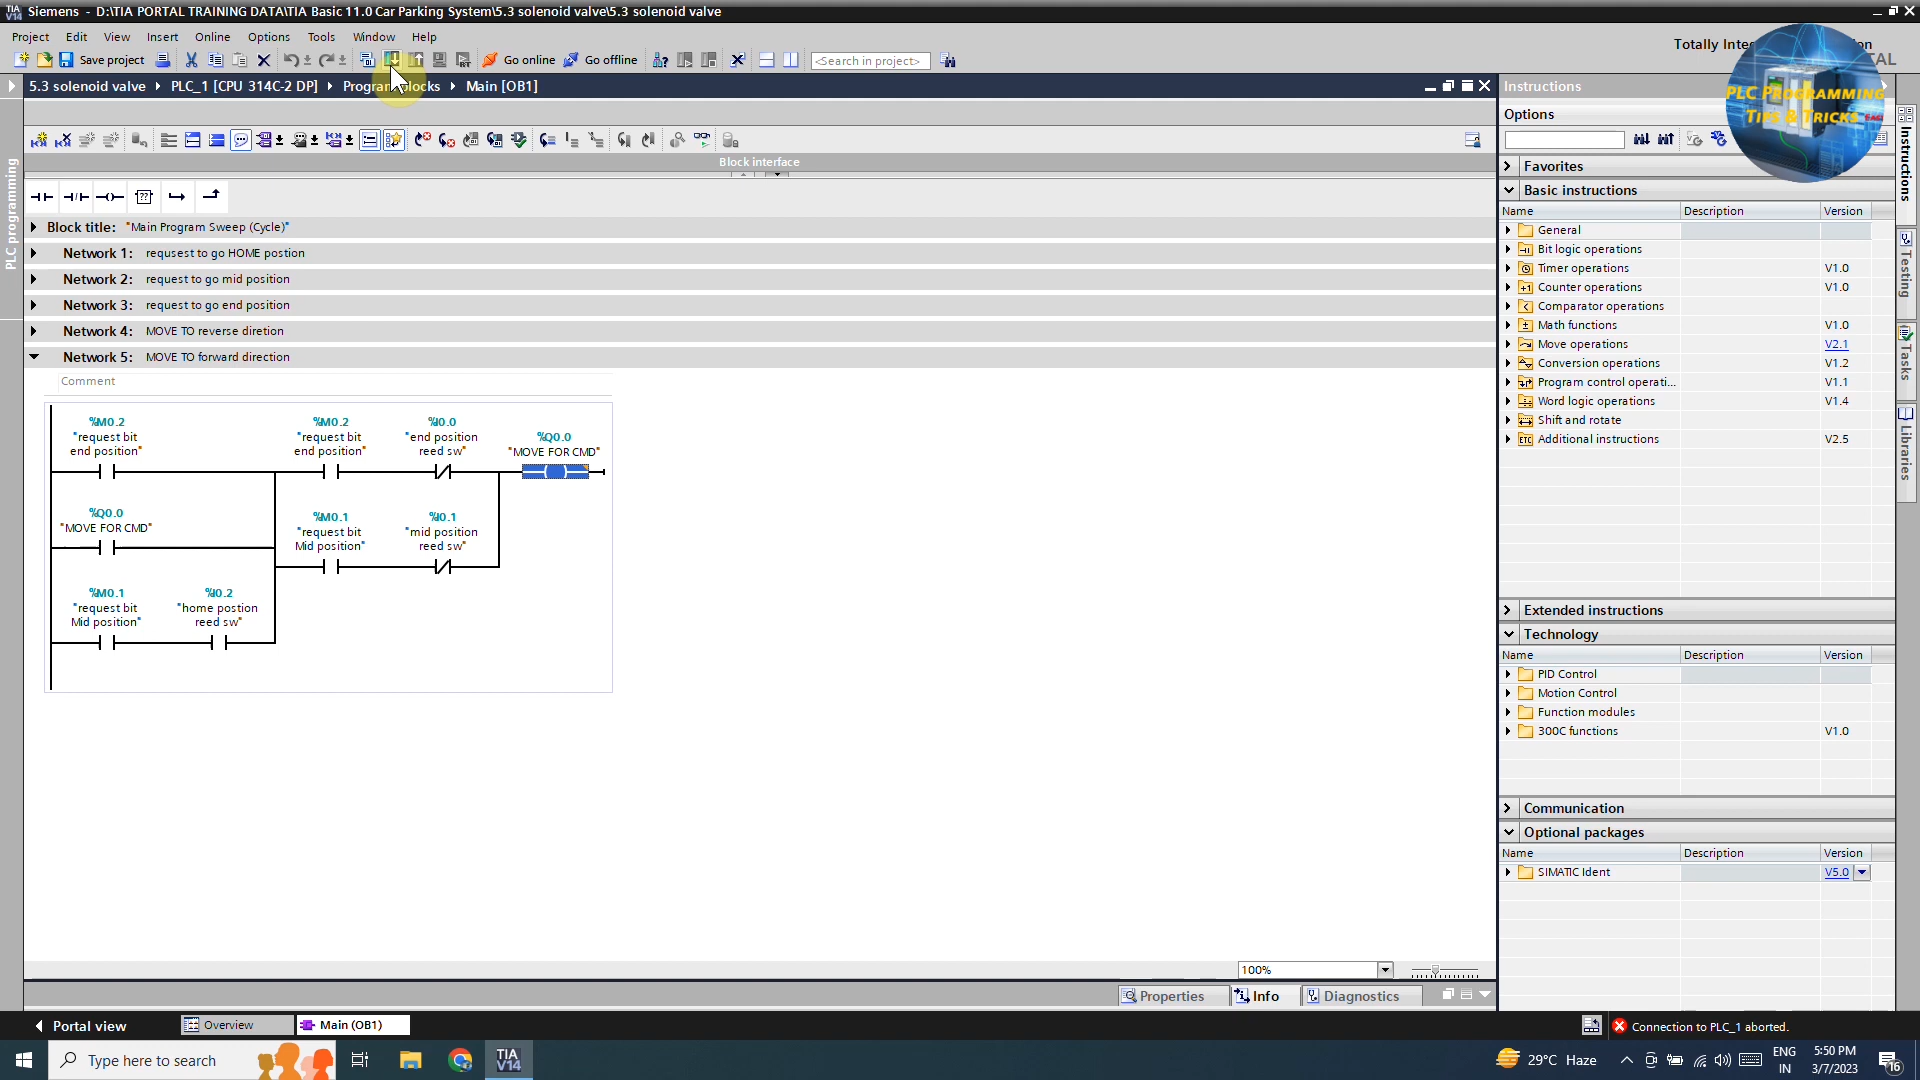 Siemens - D:\TIA PORTAL TRAINING DATA\TIA Basic 11.0 Car Parking System\5.3 solenoid valve\5.3 solenoid valve
TIA V14
Project Edit View Insert Online Options Tools Window Help
Totally Inte
TAL
Save project Go online Go offline <Search in project>
5.3 solenoid valve PLC_1 [CPU 314C-2 DP] Program blocks Main [OB1]
PLC PROGRAMMING
TIPS & TRICKS
PLC programming
Block interface
Block title: "Main Program Sweep (Cycle)"
Network 1: requsest to go HOME postion
Network 2: request to go mid position
Network 3: request to go end position
Network 4: MOVE TO reverse diretion
Network 5: MOVE TO forward direction
Comment
%M0.2
"request bit
end position"
%M0.2
"request bit
end position"
%I0.0
"end position
reed sw"
%Q0.0
"MOVE FOR CMD"
%Q0.0
"MOVE FOR CMD"
%M0.1
"request bit
Mid position"
%I0.1
"mid position
reed sw"
%M0.1
"request bit
Mid position"
%I0.2
"home postion
reed sw"
100%
Properties Info Diagnostics
Instructions
Options
Favorites
Basic instructions
Name Description Version
General
Bit logic operations
Timer operations V1.0
Counter operations V1.0
Comparator operations
Math functions V1.0
Move operations V2.1
Conversion operations V1.2
Program control operati... V1.1
Word logic operations V1.4
Shift and rotate
Additional instructions V2.5
Extended instructions
Technology
Name Description Version
PID Control
Motion Control
Function modules
300C functions V1.0
Communication
Optional packages
Name Description Version
SIMATIC Ident V5.0
Instructions
Testing
Tasks
Libraries
Portal view Overview Main (OB1) Connection to PLC_1 aborted.
Type here to search
TIA V14
29°C Haze
ENG
IN
5:50 PM
3/7/2023
16